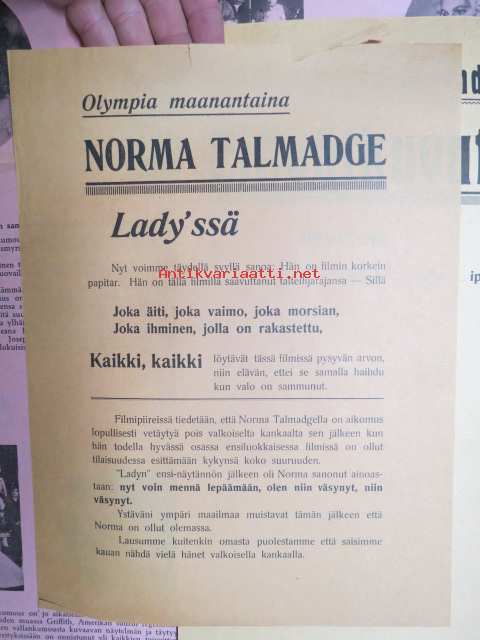 Olympia maanantaina
NORMA TALMADGE
Lady'ssä
Nyt voimme täydellä syyllä sanoa: Hän on filmin korkein
papitar. Hän on tällä filmillä saavuttanut taiteihrajansa — Sillä
Joka äiti, joka vaimo, joka morsian,
Joka ihminen, jolla on rakastettu,
Kaikki, kaikki
löytävät tässä filmissä pysyvän arvon,
niin elävän, ettei se samalla haihdu
kun valo on sammunut.
Filmipiireissä tiedetään, että Norma Talmadgella on aikomus
lopullisesti vetäytyä pois valkoiselta kankaalta sen jälkeen kun
hän todella hyvässä osassa ensiluokkaisessa filmissä on ollut
tilaisuudessa esittämään kykynsä koko suuruuden.
"Ladyn" ensi-näytännön jälkeen oli Norma sanonut ainoas-
taan: nyt voin mennä lepäämään, olen niin väsynyt, niin
väsynyt.
Ystäväni ympäri maailmaa muistavat tämän jälkeen että
Norma on ollut olemassa.
Lausumme kuitenkin omasta puolestamme että saisimme
kauan nähdä vielä hänet valkoisella kankaalla.
Antikvariaatti.net